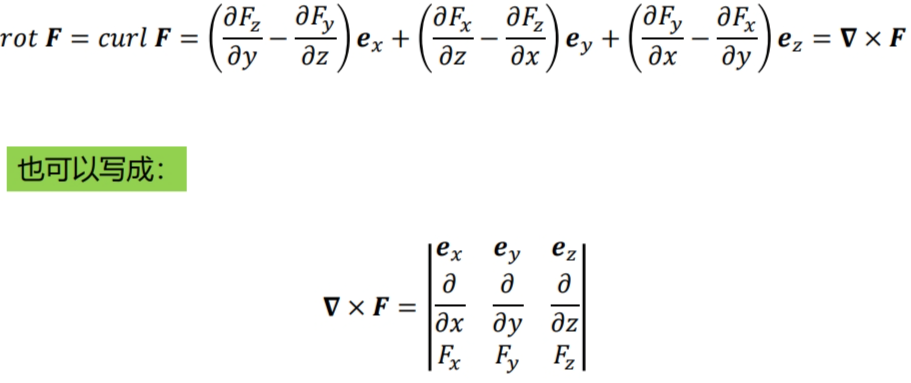 rot F = curl F = (∂F_z/∂y − ∂F_y/∂z) e_x + (∂F_x/∂z − ∂F_z/∂x) e_y + (∂F_y/∂x − ∂F_x/∂y) e_z = ∇ × F
也可以写成：
∇ × F = | e_x e_y e_z |
| ∂/∂x ∂/∂y ∂/∂z |
| F_x F_y F_z |